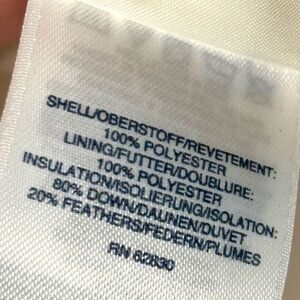 SHELL/OBERSTOFF/REVETEMENT:
100% POLYESTER
LINING/FUTTER/DOUBLURE:
100% POLYESTER
INSULATION/ISOLIERUNG/ISOLATION:
80% DOWN/DAUNEN/DUVET
20% FEATHERS/FEDERN/PLUMES
RN 62830